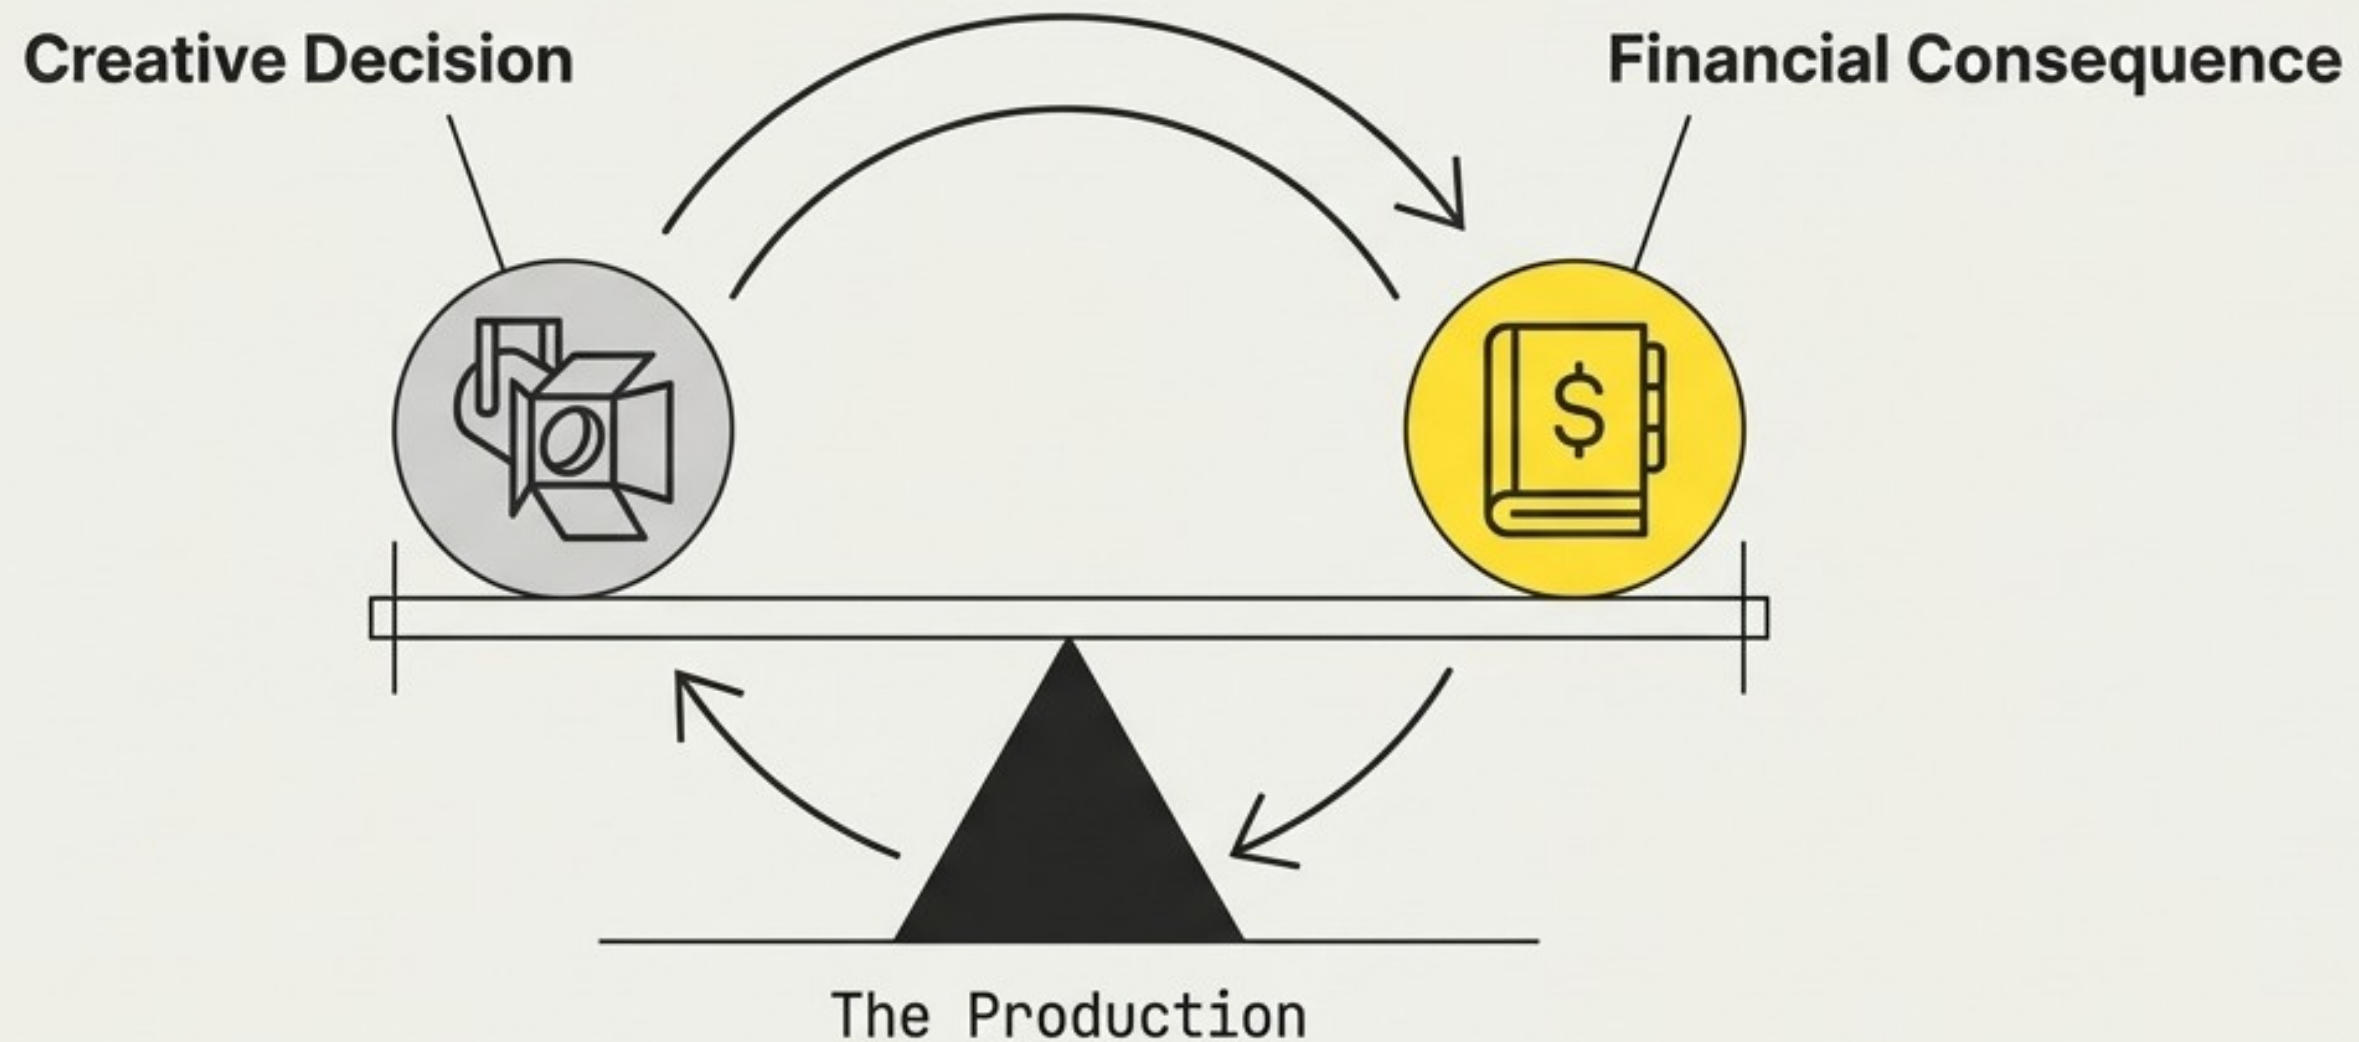 Creative Decision
Financial Consequence
$
The Production